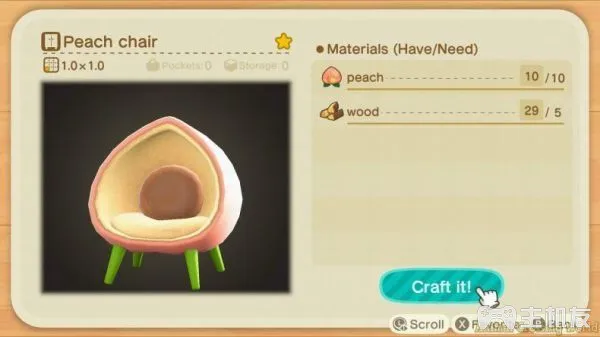 Peach chair
1.0×1.0 Pockets: 0 Storage: 0
Materials (Have/Need)
peach 10 /10
wood 29 / 5
Craft it!
Scroll X Favorite